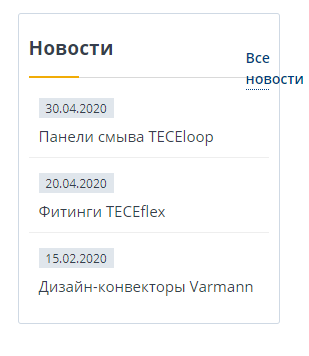 Новости
Все
новости
30.04.2020
Панели смыва TECEloop
20.04.2020
Фитинги TECEflex
15.02.2020
Дизайн-конвекторы Varmann